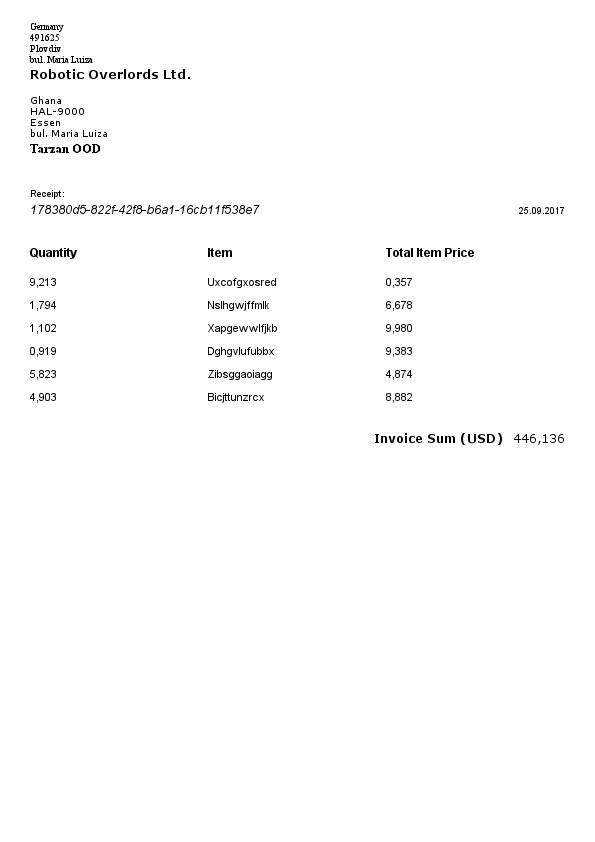 Germany
491625
Plovdiv
bul. Maria Luiza
Robotic Overlords Ltd.
Ghana
HAL-9000
Essen
bul. Maria Luiza
Tarzan OOD
Receipt:
178380d5-822f-42f8-b6a1-16cb11f538e7 25.09.2017
Quantity Item Total Item Price
9,213 Uxcofgxosred 0,357
1,794 Nslhgwjffmlk 6,678
1,102 Xapgewwlfjkb 9,980
0,919 Dghgvlufubbx 9,383
5,823 Zibsggaoiagg 4,874
4,903 Bicjttunzrcx 8,882
Invoice Sum (USD) 446,136